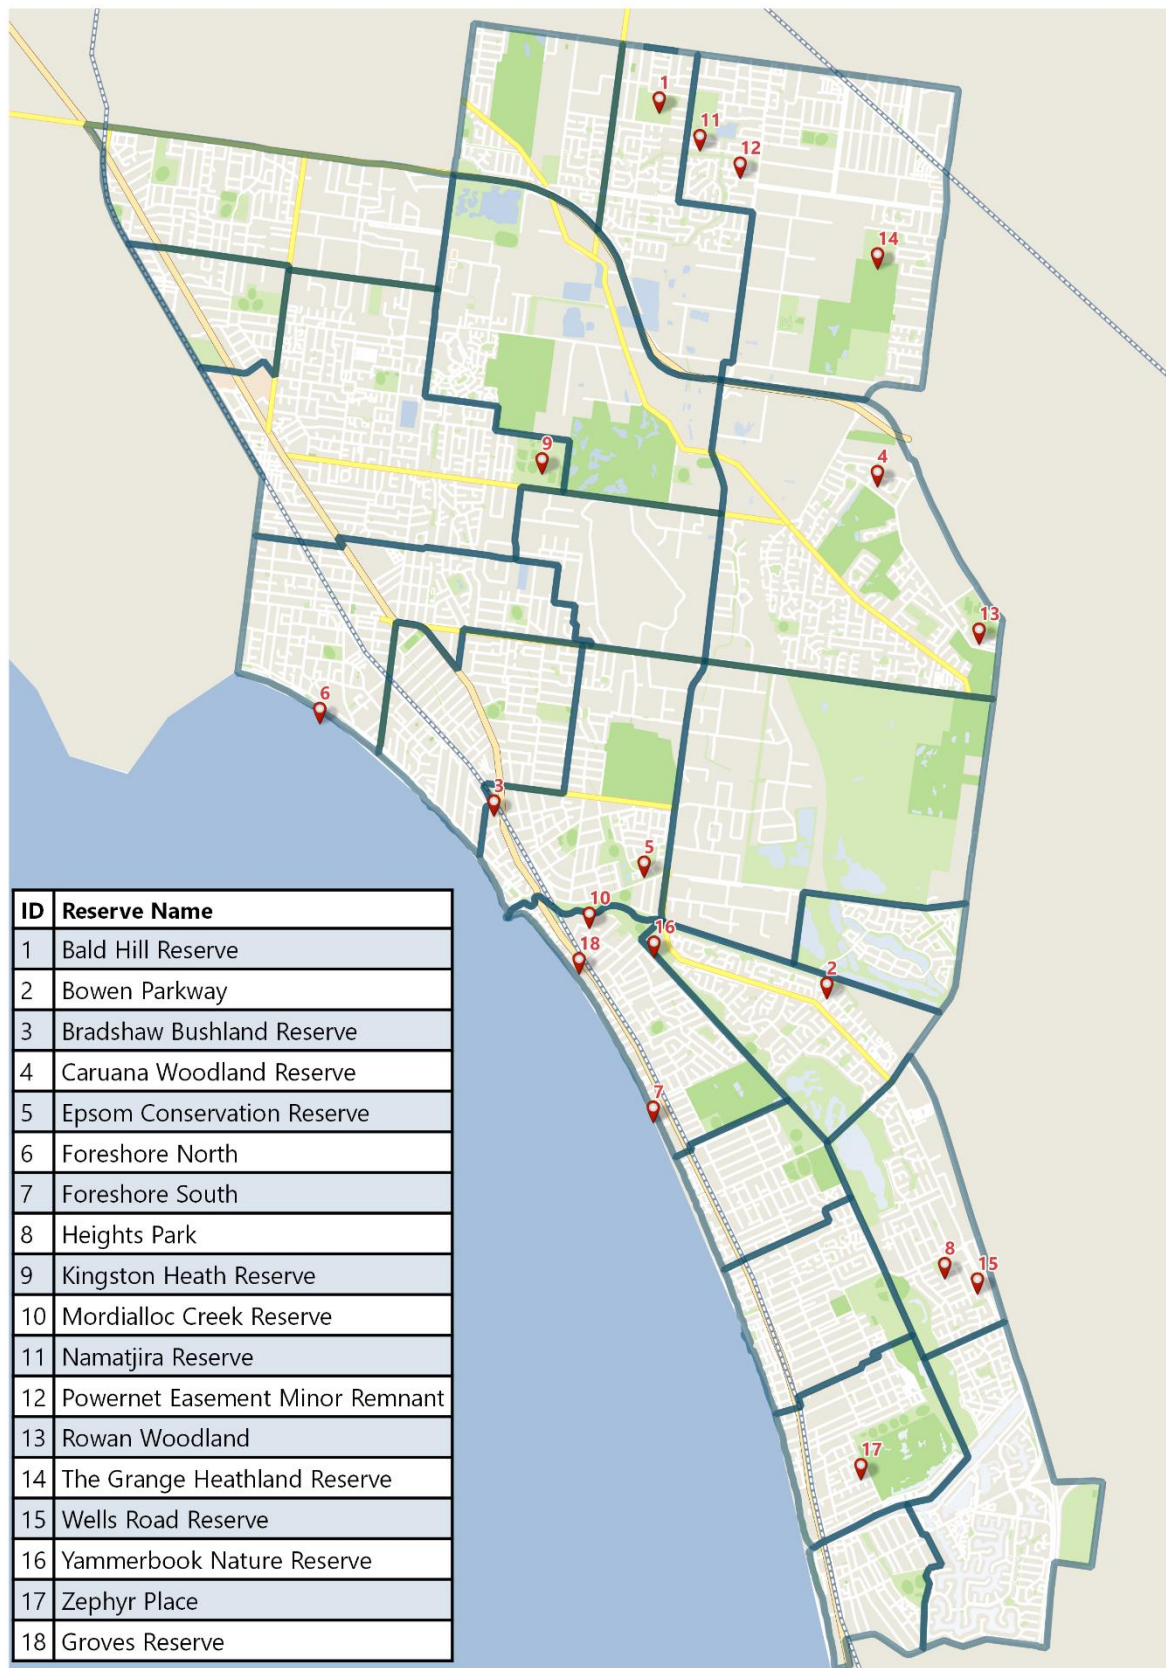 1
11
12
14
9
4
13
6
3
5
10
16
18
2
7
8
15
17
ID Reserve Name
1 Bald Hill Reserve
2 Bowen Parkway
3 Bradshaw Bushland Reserve
4 Caruana Woodland Reserve
5 Epsom Conservation Reserve
6 Foreshore North
7 Foreshore South
8 Heights Park
9 Kingston Heath Reserve
10 Mordialloc Creek Reserve
11 Namatjira Reserve
12 Powernet Easement Minor Remnant
13 Rowan Woodland
14 The Grange Heathland Reserve
15 Wells Road Reserve
16 Yammerbook Nature Reserve
17 Zephyr Place
18 Groves Reserve